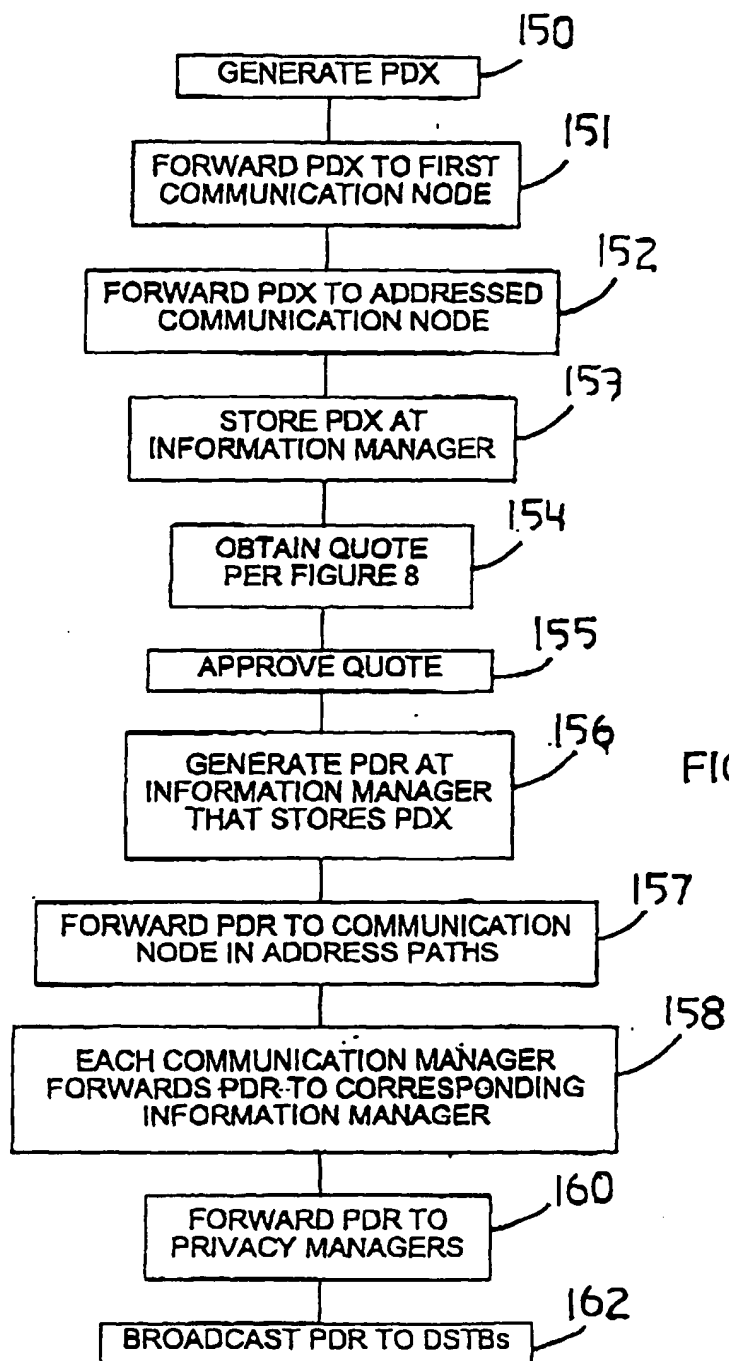 150
GENERATE PDX
151
FORWARD PDX TO FIRST
COMMUNICATION NODE
152
FORWARD PDX TO ADDRESSED
COMMUNICATION NODE
153
STORE PDX AT
INFORMATION MANAGER
154
OBTAIN QUOTE
PER FIGURE 8
155
APPROVE QUOTE
156
GENERATE PDR AT
INFORMATION MANAGER
THAT STORES PDX
FIG
157
FORWARD PDR TO COMMUNICATION
NODE IN ADDRESS PATHS
158
EACH COMMUNICATION MANAGER
FORWARDS PDR TO CORRESPONDING
INFORMATION MANAGER
160
FORWARD PDR TO
PRIVACY MANAGERS
162
BROADCAST PDR TO DSTBs